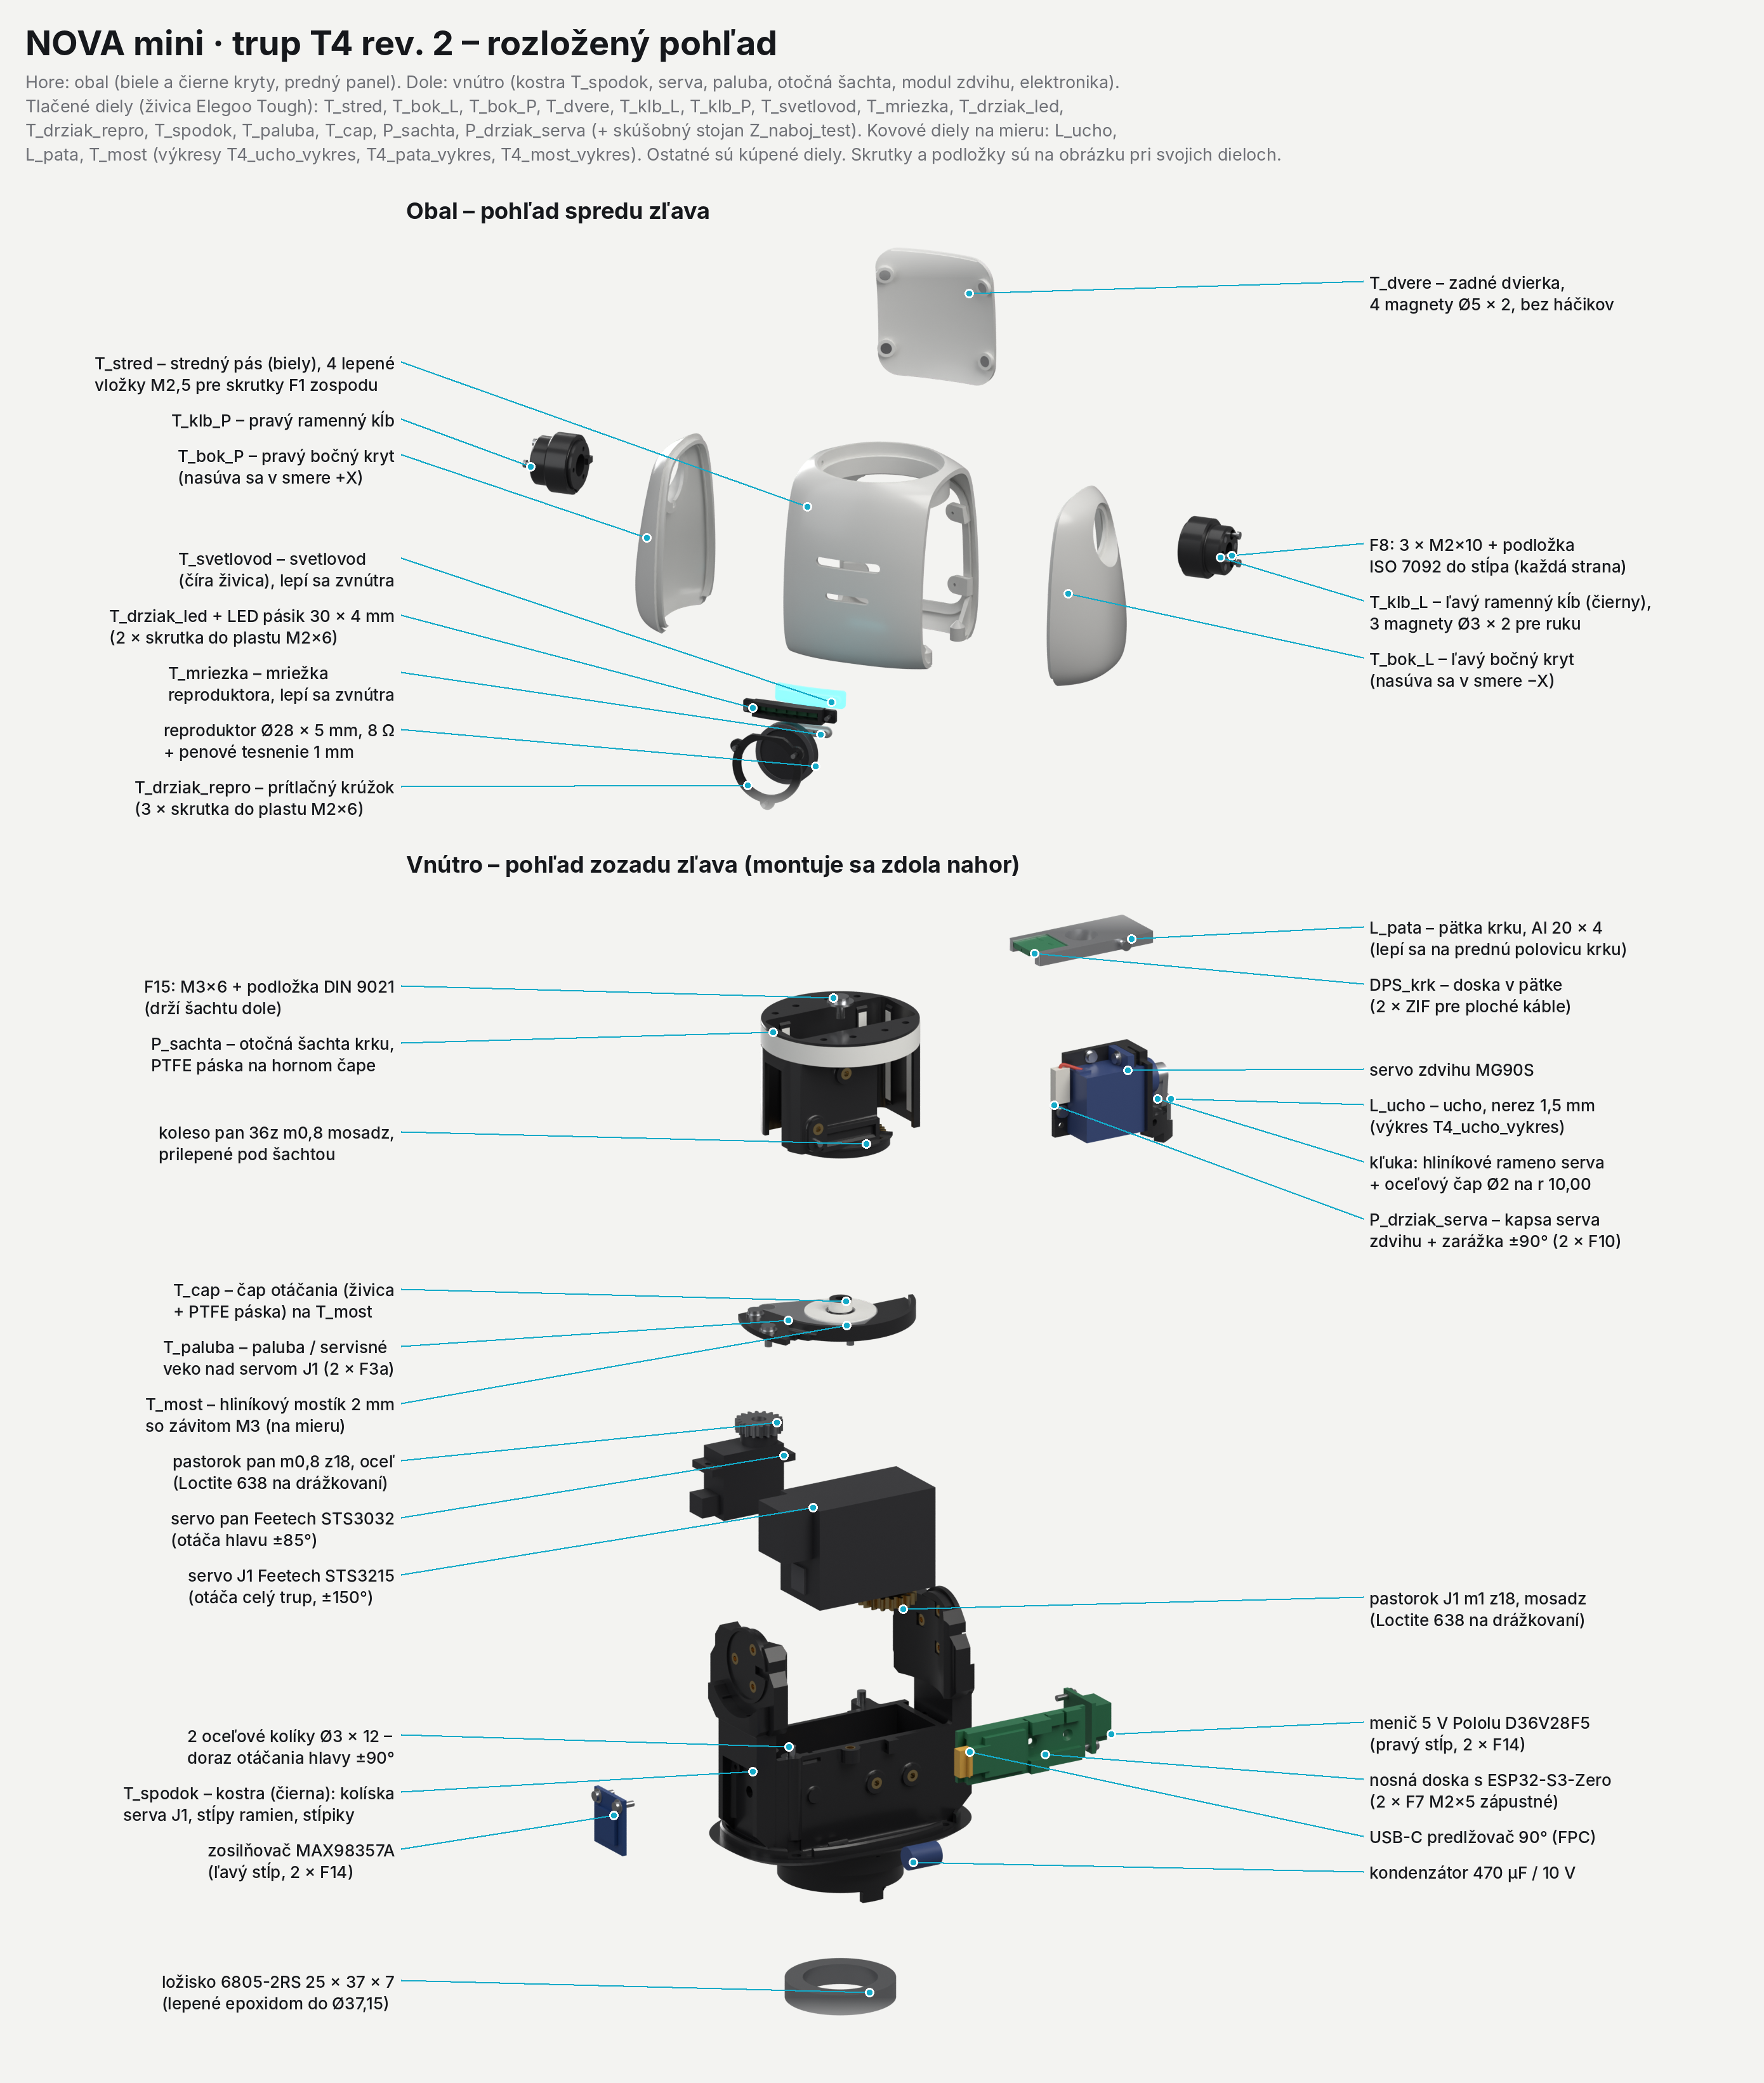 NOVA mini · trup T4 rev. 2 – rozložený pohľad
Hore: obal (biele a čierne kryty, predný panel). Dole: vnútro (kostra T_spodok, serva, paluba, otočná šachta, modul zdvihu, elektronika).
Tlačené diely (živica Elegoo Tough): T_stred, T_bok_L, T_bok_P, T_dvere, T_klb_L, T_klb_P, T_svetlovod, T_mriezka, T_drziak_led,
T_drziak_repro, T_spodok, T_paluba, T_cap, P_sachta, P_drziak_serva (+ skúšobný stojan Z_naboj_test). Kovové diely na mieru: L_ucho,
L_pata, T_most (výkresy T4_ucho_vykres, T4_pata_vykres, T4_most_vykres). Ostatné sú kúpené diely. Skrutky a podložky sú na obrázku pri svojich dieloch.
Obal – pohľad spredu zľava
T_dvere – zadné dvierka,
4 magnety Ø5 × 2, bez háčikov
T_stred – stredný pás (biely), 4 lepené
vložky M2,5 pre skrutky F1 zospodu
T_klb_P – pravý ramenný kĺb
T_bok_P – pravý bočný kryt
(nasúva sa v smere +X)
T_svetlovod – svetlovod
(číra živica), lepí sa zvnútra
T_drziak_led + LED pásik 30 × 4 mm
(2 × skrutka do plastu M2×6)
T_mriezka – mriežka
reproduktora, lepí sa zvnútra
reproduktor Ø28 × 5 mm, 8 Ω
+ penové tesnenie 1 mm
T_drziak_repro – prítlačný krúžok
(3 × skrutka do plastu M2×6)
F8: 3 × M2×10 + podložka
ISO 7092 do stĺpa (každá strana)
T_klb_L – ľavý ramenný kĺb (čierny),
3 magnety Ø3 × 2 pre ruku
T_bok_L – ľavý bočný kryt
(nasúva sa v smere −X)
Vnútro – pohľad zozadu zľava (montuje sa zdola nahor)
F15: M3×6 + podložka DIN 9021
(drží šachtu dole)
P_sachta – otočná šachta krku,
PTFE páska na hornom čape
koleso pan 36z m0,8 mosadz,
prilepené pod šachtou
L_pata – pätka krku, Al 20 × 4
(lepí sa na prednú polovicu krku)
DPS_krk – doska v pätke
(2 × ZIF pre ploché káble)
servo zdvihu MG90S
L_ucho – ucho, nerez 1,5 mm
(výkres T4_ucho_vykres)
kľuka: hliníkové rameno serva
+ oceľový čap Ø2 na r 10,00
P_drziak_serva – kapsa serva
zdvihu + zarážka ±90° (2 × F10)
T_cap – čap otáčania (živica
+ PTFE páska) na T_most
T_paluba – paluba / servisné
veko nad servom J1 (2 × F3a)
T_most – hliníkový mostík 2 mm
so závitom M3 (na mieru)
pastorok pan m0,8 z18, oceľ
(Loctite 638 na drážkovaní)
servo pan Feetech STS3032
(otáča hlavu ±85°)
servo J1 Feetech STS3215
(otáča celý trup, ±150°)
pastorok J1 m1 z18, mosadz
(Loctite 638 na drážkovaní)
2 oceľové kolíky Ø3 × 12 –
doraz otáčania hlavy ±90°
T_spodok – kostra (čierna): kolíska
serva J1, stĺpy ramien, stĺpiky
zosilňovač MAX98357A
(ľavý stĺp, 2 × F14)
menič 5 V Pololu D36V28F5
(pravý stĺp, 2 × F14)
nosná doska s ESP32-S3-Zero
(2 × F7 M2×5 zápustné)
USB-C predlžovač 90° (FPC)
kondenzátor 470 µF / 10 V
ložisko 6805-2RS 25 × 37 × 7
(lepené epoxidom do Ø37,15)